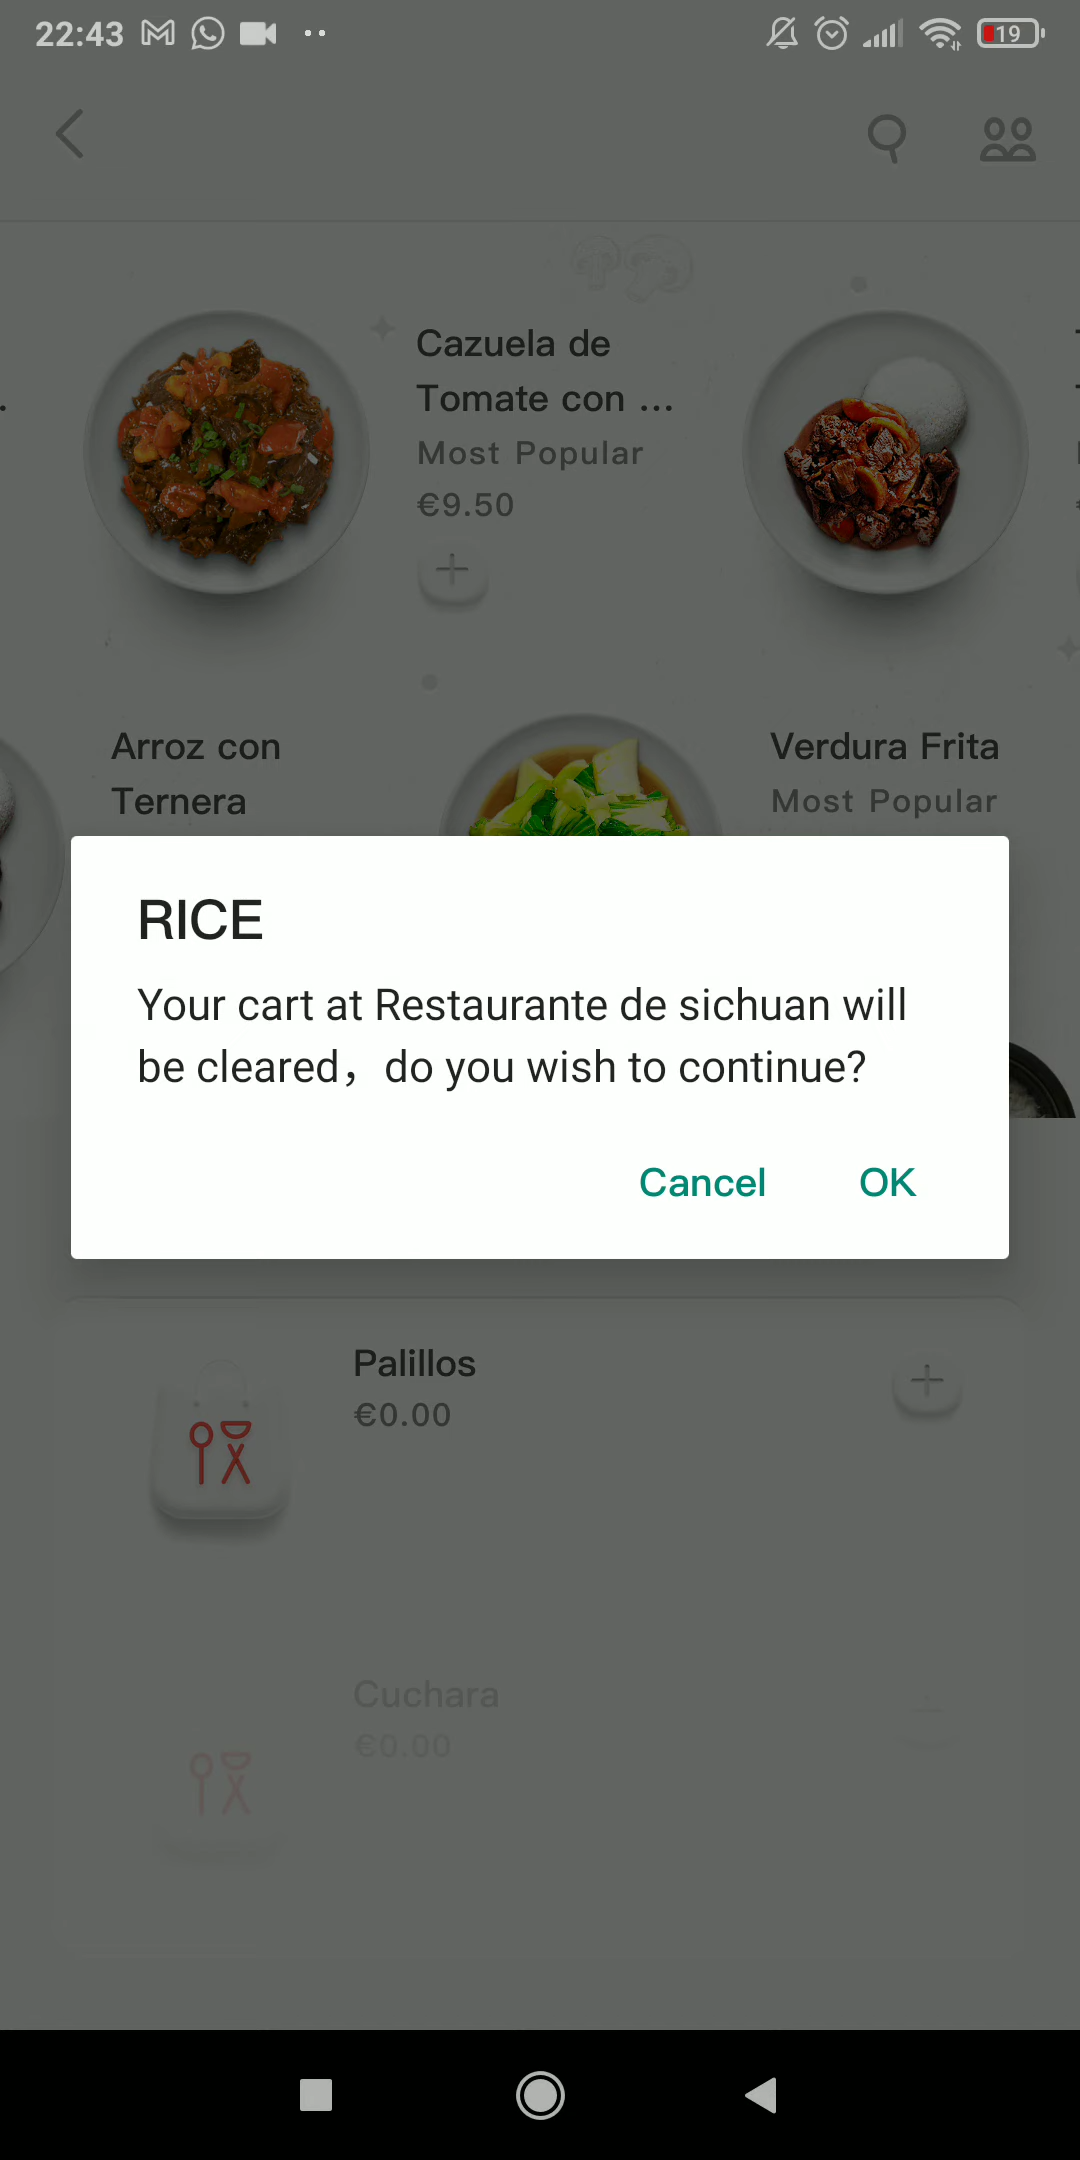 22:43
19
Cazuela de
Tomate con ...
Most Popular
€9.50
Arroz con
Ternera
Verdura Frita
Most Popular
RICE
Your cart at Restaurante de sichuan will
be cleared，do you wish to continue?
Cancel OK
Palillos
€0.00
Cuchara
€0.00